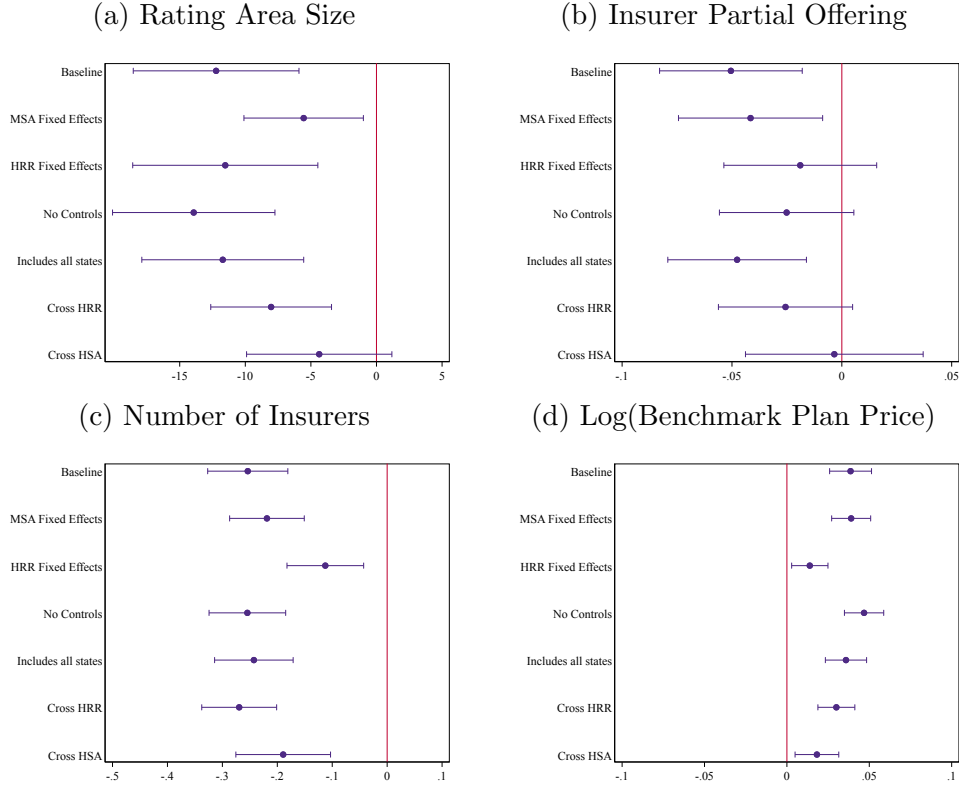 (a) Rating Area Size
Baseline
MSA Fixed Effects
HRR Fixed Effects
No Controls
Includes all states
Cross HRR
Cross HSA
-15 -10 -5 0 5
(b) Insurer Partial Offering
Baseline
MSA Fixed Effects
HRR Fixed Effects
No Controls
Includes all states
Cross HRR
Cross HSA
-.1 -.05 0 .05
(c) Number of Insurers
Baseline
MSA Fixed Effects
HRR Fixed Effects
No Controls
Includes all states
Cross HRR
Cross HSA
-.5 -.4 -.3 -.2 -.1 0 .1
(d) Log(Benchmark Plan Price)
Baseline
MSA Fixed Effects
HRR Fixed Effects
No Controls
Includes all states
Cross HRR
Cross HSA
-.1 -.05 0 .05 .1